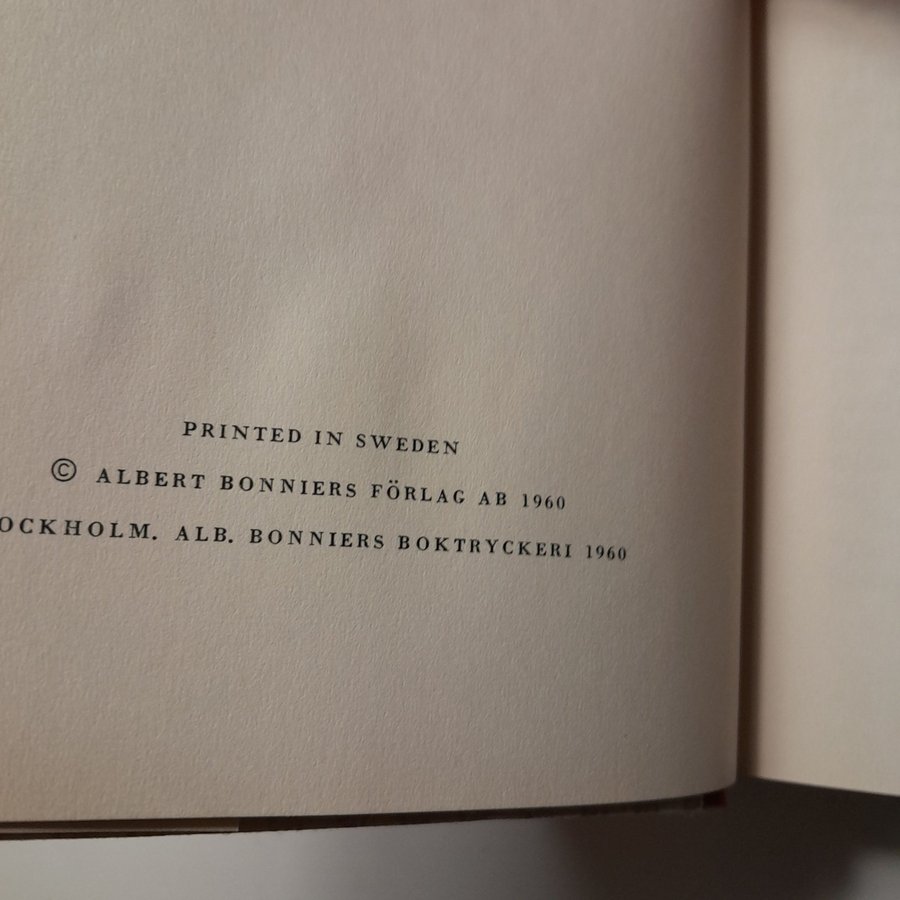 PRINTED IN SWEDEN
© ALBERT BONNIERS FÖRLAG AB 1960
OCKHOLM. ALB. BONNIERS BOKTRYCKERI 1960